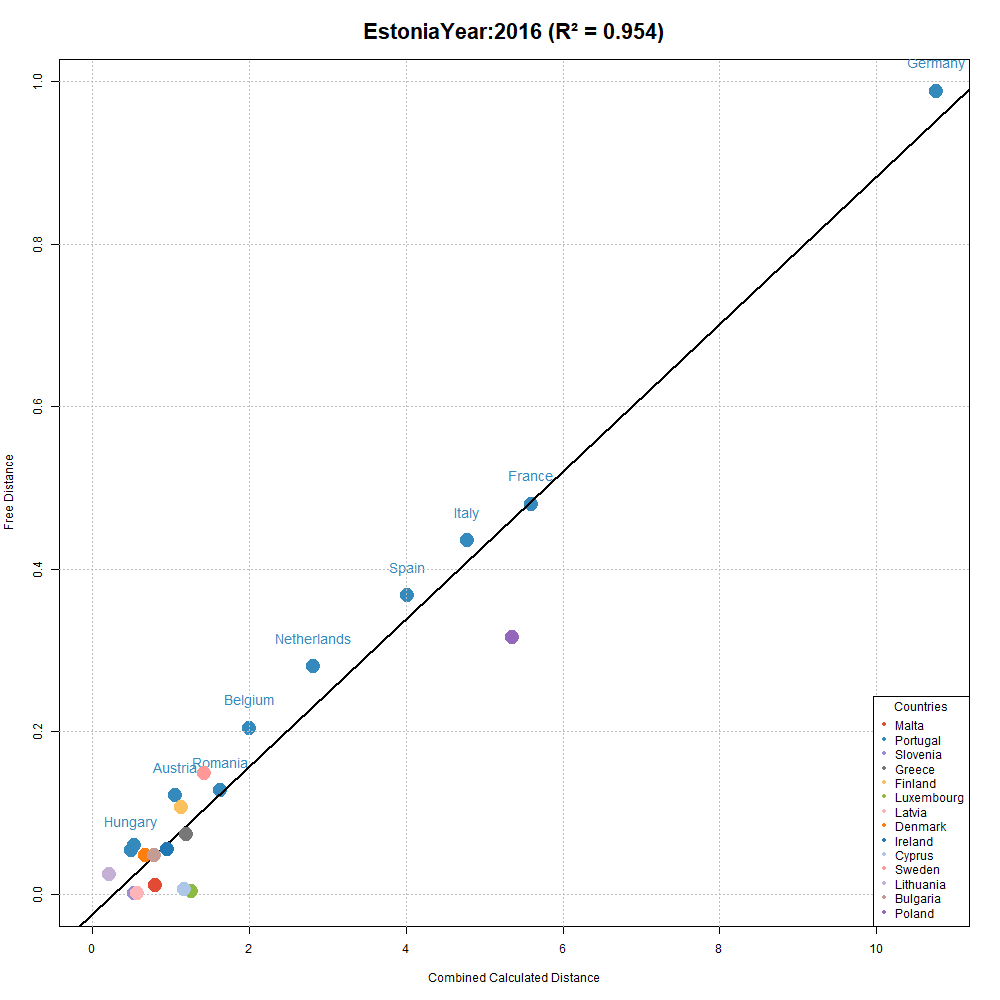 EstoniaYear:2016 (R² = 0.954)
Germany
France
Italy
Spain
Netherlands
Belgium
Romania
Austria
Hungary
Free Distance
0.0
0.2
0.4
0.6
0.8
1.0
0
2
4
6
8
10
Combined Calculated Distance
Countries
Malta
Portugal
Slovenia
Greece
Finland
Luxembourg
Latvia
Denmark
Ireland
Cyprus
Sweden
Lithuania
Bulgaria
Poland